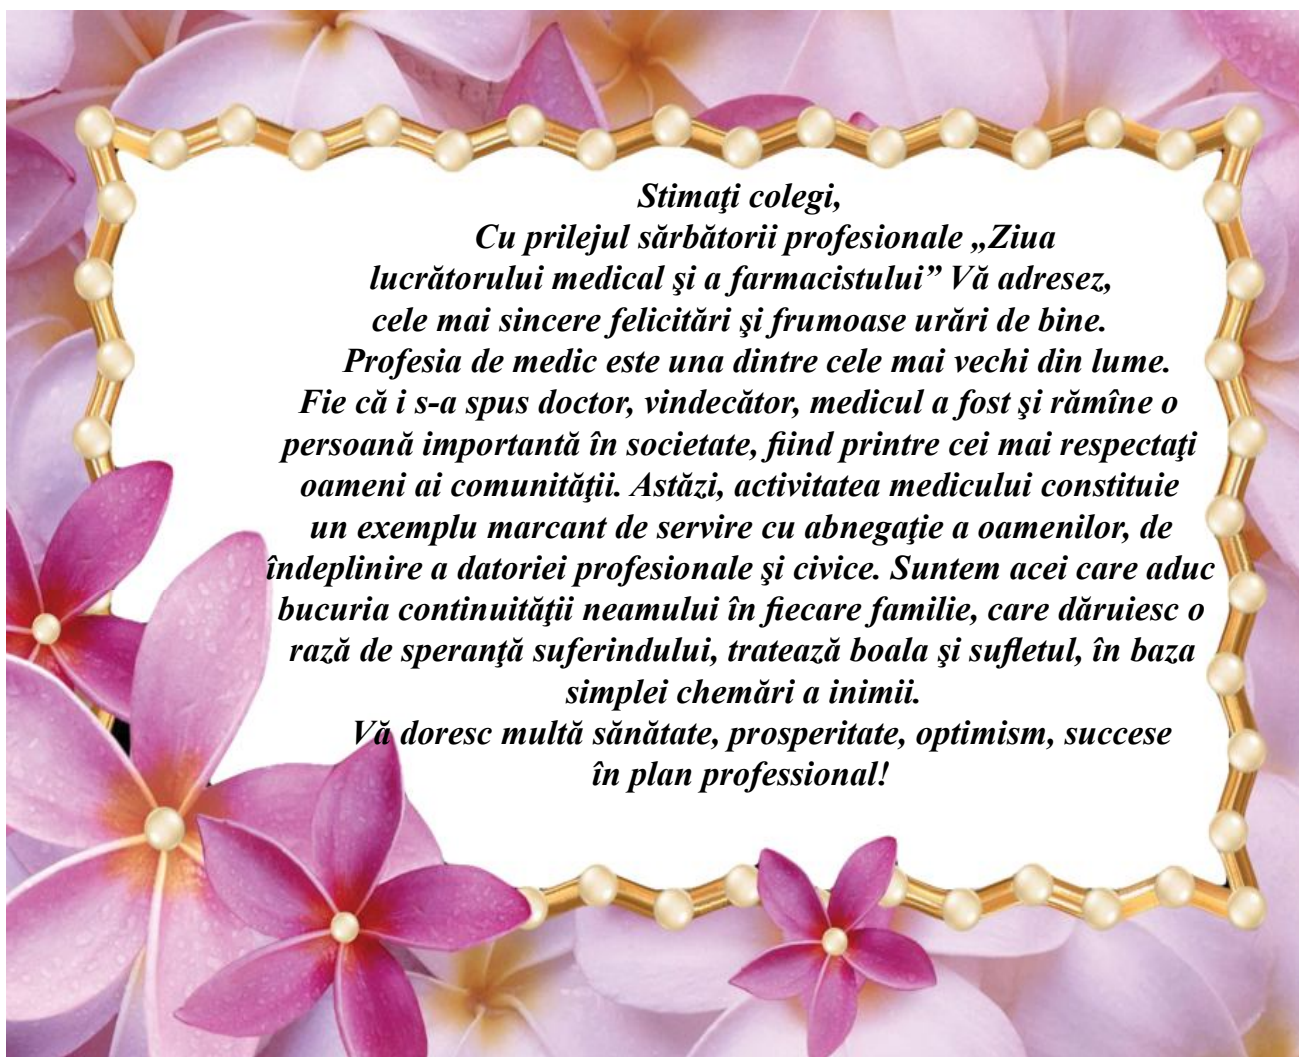 Stimaţi colegi,
Cu prilejul sărbătorii profesionale „Ziua
lucrătorului medical şi a farmacistului” Vă adresez,
cele mai sincere felicitări şi frumoase urări de bine.
Profesia de medic este una dintre cele mai vechi din lume.
Fie că i s-a spus doctor, vindecător, medicul a fost şi rămîne o
persoană importantă în societate, fiind printre cei mai respectaţi
oameni ai comunităţii. Astăzi, activitatea medicului constituie
un exemplu marcant de servire cu abnegaţie a oamenilor, de
îndeplinire a datoriei profesionale şi civice. Suntem acei care aduc
bucuria continuităţii neamului în fiecare familie, care dăruiesc o
rază de speranţă suferindului, tratează boala şi sufletul, în baza
simplei chemări a inimii.
Vă doresc multă sănătate, prosperitate, optimism, succese
în plan professional!